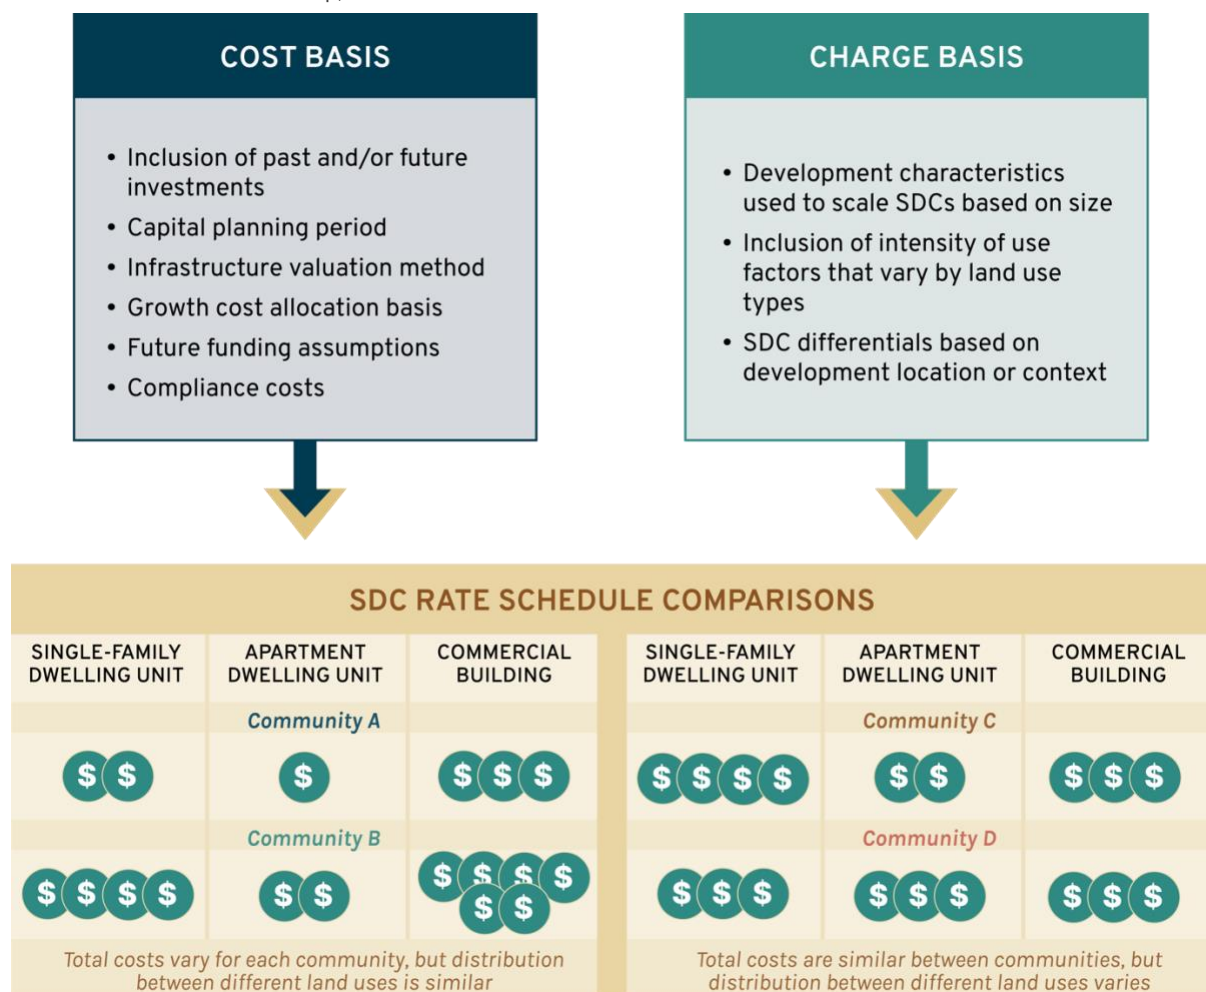 COST BASIS
• Inclusion of past and/or future
investments
• Capital planning period
• Infrastructure valuation method
• Growth cost allocation basis
• Future funding assumptions
• Compliance costs
CHARGE BASIS
• Development characteristics
used to scale SDCs based on size
• Inclusion of intensity of use
factors that vary by land use
types
• SDC differentials based on
development location or context
SDC RATE SCHEDULE COMPARISONS
SINGLE-FAMILY
DWELLING UNIT
APARTMENT
DWELLING UNIT
COMMERCIAL
BUILDING
Community A
$ $
$
$ $ $
Community B
$ $ $ $
$ $
$ $ $ $
$ $
Total costs vary for each community, but distribution
between different land uses is similar
SINGLE-FAMILY
DWELLING UNIT
APARTMENT
DWELLING UNIT
COMMERCIAL
BUILDING
Community C
$ $ $ $
$ $
$ $ $
Community D
$ $ $
$ $ $
$ $ $
Total costs are similar between communities, but
distribution between different land uses varies